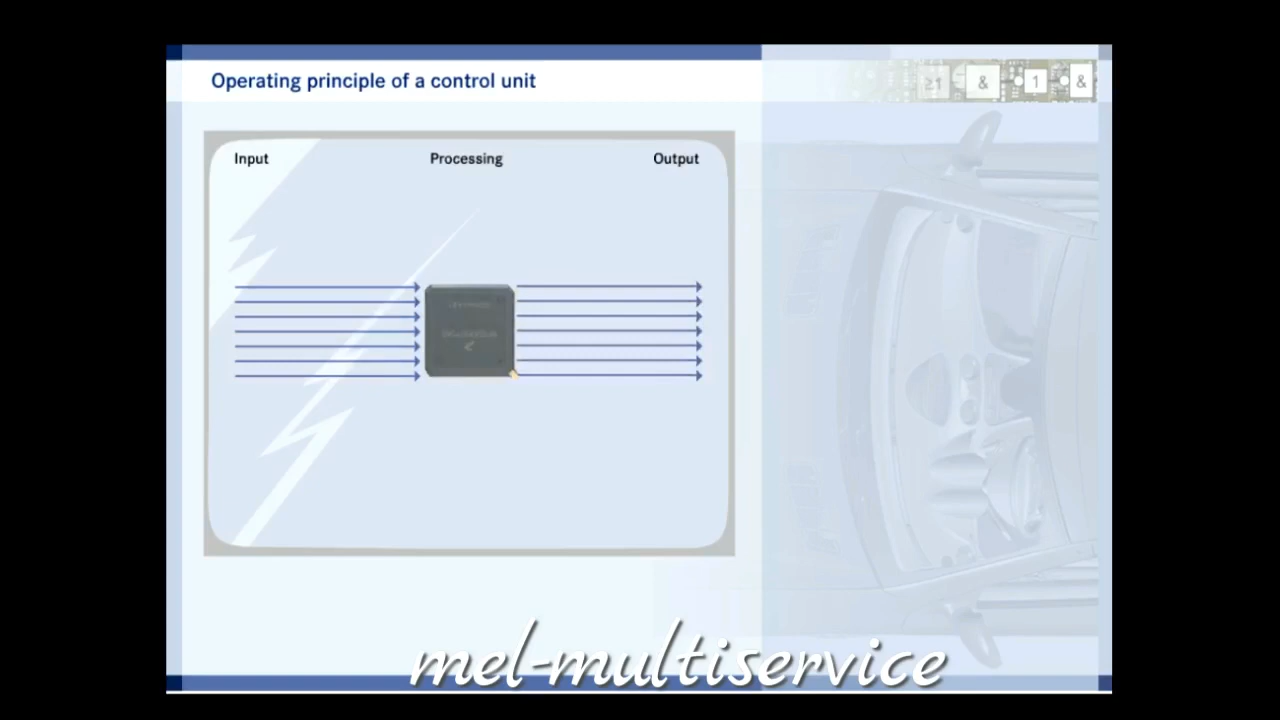 Operating principle of a control unit
≥1 & 1 &
Input Processing Output
mel-multiservice